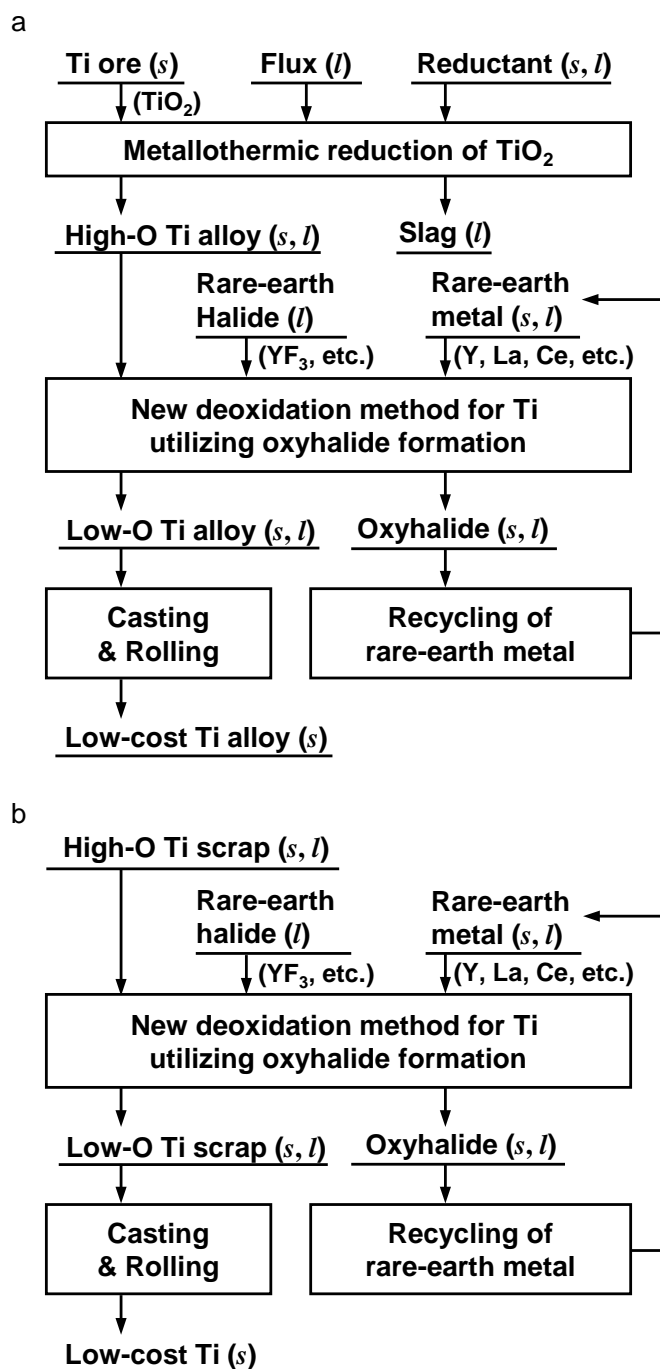 a
Ti ore (s)
Flux (l)
Reductant (s, l)
(TiO₂)
Metallothermic reduction of TiO₂
High-O Ti alloy (s, l)
Slag (l)
Rare-earth
Halide (l)
Rare-earth
metal (s, l)
(YF₃, etc.)
(Y, La, Ce, etc.)
New deoxidation method for Ti
utilizing oxyhalide formation
Low-O Ti alloy (s, l)
Oxyhalide (s, l)
Casting
& Rolling
Recycling of
rare-earth metal
Low-cost Ti alloy (s)
b
High-O Ti scrap (s, l)
Rare-earth
halide (l)
Rare-earth
metal (s, l)
(YF₃, etc.)
(Y, La, Ce, etc.)
New deoxidation method for Ti
utilizing oxyhalide formation
Low-O Ti scrap (s, l)
Oxyhalide (s, l)
Casting
& Rolling
Recycling of
rare-earth metal
Low-cost Ti (s)